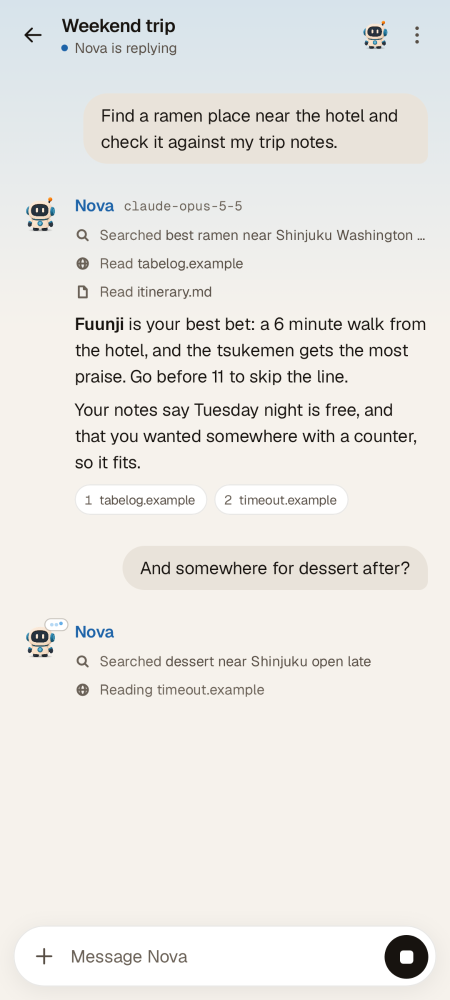 Weekend trip
Nova is replying
Find a ramen place near the hotel and
check it against my trip notes.
Nova claude-opus-5-5
Searched best ramen near Shinjuku Washington ...
Read tabelog.example
Read itinerary.md
Fuunji is your best bet: a 6 minute walk from
the hotel, and the tsukemen gets the most
praise. Go before 11 to skip the line.
Your notes say Tuesday night is free, and
that you wanted somewhere with a counter,
so it fits.
1 tabelog.example 2 timeout.example
And somewhere for dessert after?
Nova
Searched dessert near Shinjuku open late
Reading timeout.example
Message Nova